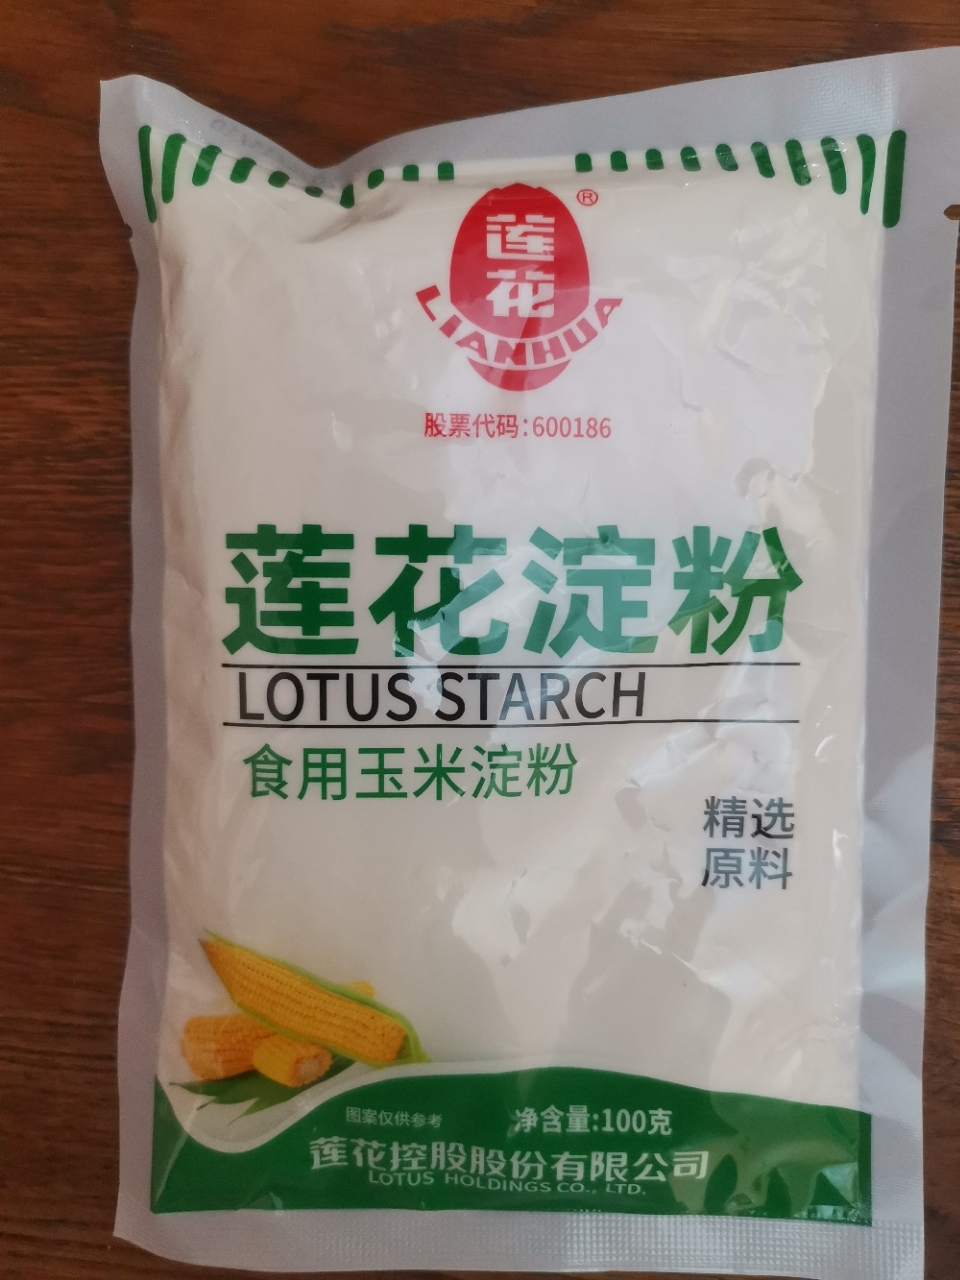 莲
花
®
LIANHUA
股票代码:600186
莲花淀粉
LOTUS STARCH
食用玉米淀粉
精选
原料
图案仅供参考
净含量:100克
莲花控股股份有限公司
LOTUS HOLDINGS CO., LTD.